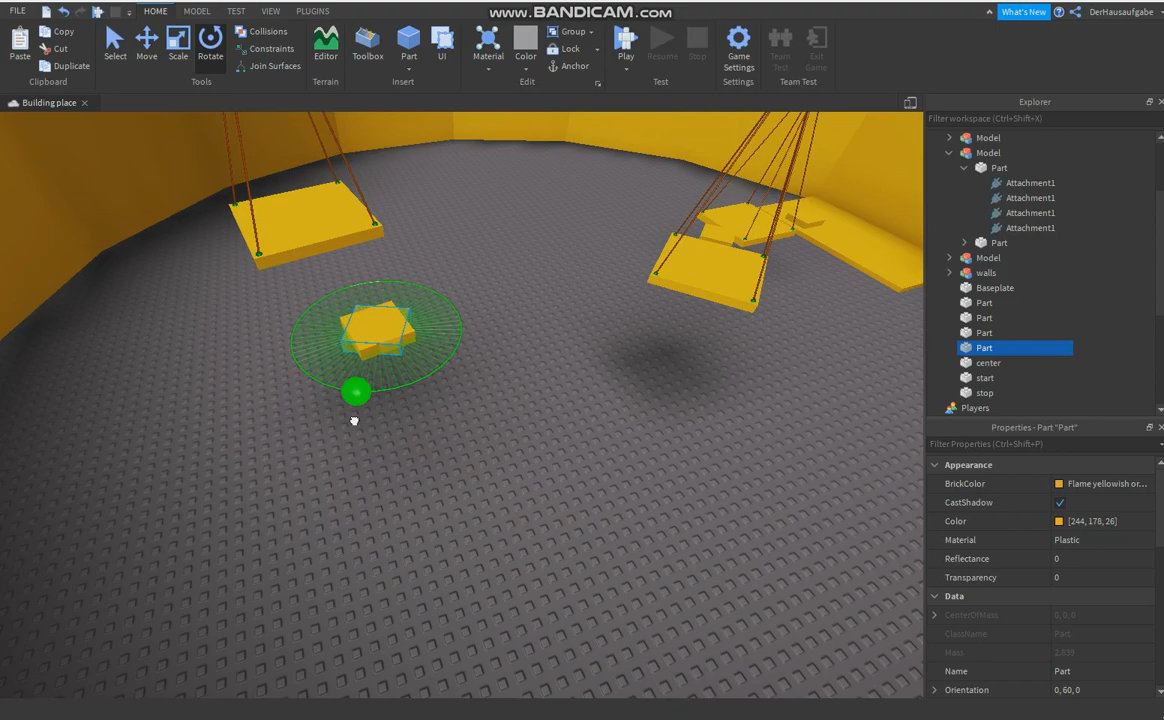 FILE HOME MODEL TEST VIEW PLUGINS www.BANDICAM.com What's New DerHausaufgabe
Paste Copy Cut Duplicate Select Move Scale Rotate Collisions Constraints Join Surfaces Editor Toolbox Part UI Material Color Group Lock Anchor Play Resume Stop Game Settings Team Test Exit Game
Clipboard Tools Terrain Insert Edit Test Settings Team Test
Building place
Explorer
Filter workspace (Ctrl+Shift+X)
Model
Model
Part
Attachment1
Attachment1
Attachment1
Attachment1
Part
Model
walls
Baseplate
Part
Part
Part
Part
center
start
stop
Players
Properties - Part "Part"
Filter Properties (Ctrl+Shift+P)
Appearance
BrickColor Flame yellowish or...
CastShadow
Color [244, 178, 26]
Material Plastic
Reflectance 0
Transparency 0
Data
CenterOfMass 0, 0, 0
ClassName Part
Mass 2,839
Name Part
Orientation 0, 60, 0